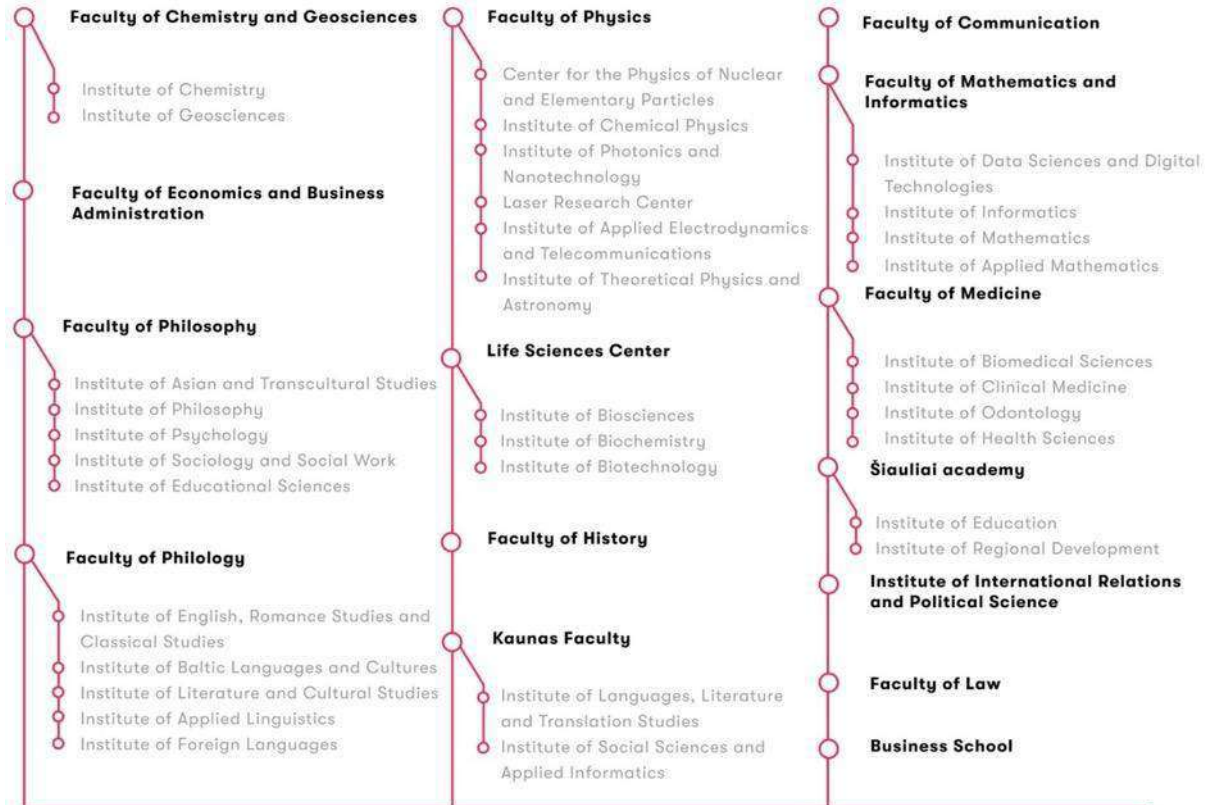 Faculty of Chemistry and Geosciences
Institute of Chemistry
Institute of Geosciences
Faculty of Economics and Business
Administration
Faculty of Philosophy
Institute of Asian and Transcultural Studies
Institute of Philosophy
Institute of Psychology
Institute of Sociology and Social Work
Institute of Educational Sciences
Faculty of Philology
Institute of English, Romance Studies and
Classical Studies
Institute of Baltic Languages and Cultures
Institute of Literature and Cultural Studies
Institute of Applied Linguistics
Institute of Foreign Languages
Faculty of Physics
Center for the Physics of Nuclear
and Elementary Particles
Institute of Chemical Physics
Institute of Photonics and
Nanotechnology
Laser Research Center
Institute of Applied Electrodynamics
and Telecommunications
Institute of Theoretical Physics and
Astronomy
Life Sciences Center
Institute of Biosciences
Institute of Biochemistry
Institute of Biotechnology
Faculty of History
Kaunas Faculty
Institute of Languages, Literature
and Translation Studies
Institute of Social Sciences and
Applied Informatics
Faculty of Communication
Faculty of Mathematics and
Informatics
Institute of Data Sciences and Digital
Technologies
Institute of Informatics
Institute of Mathematics
Institute of Applied Mathematics
Faculty of Medicine
Institute of Biomedical Sciences
Institute of Clinical Medicine
Institute of Odontology
Institute of Health Sciences
Šiauliai academy
Institute of Education
Institute of Regional Development
Institute of International Relations
and Political Science
Faculty of Law
Business School